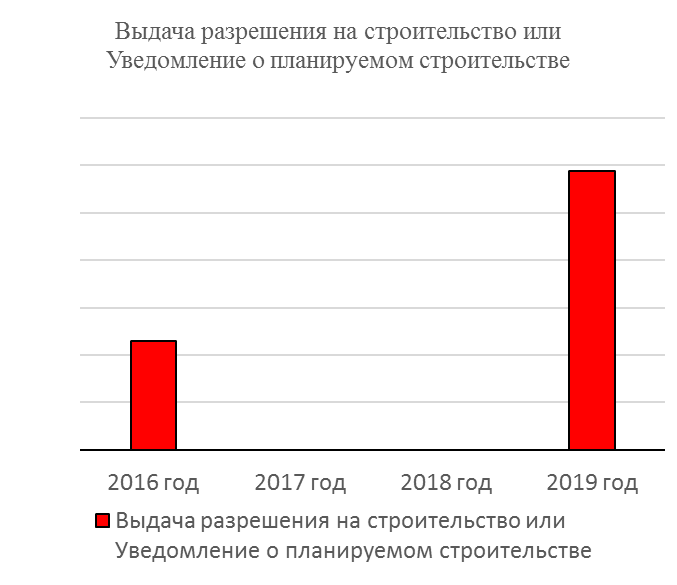 Выдача разрешения на строительство или
Уведомление о планируемом строительстве
2016 год 2017 год 2018 год 2019 год
Выдача разрешения на строительство или
Уведомление о планируемом строительстве